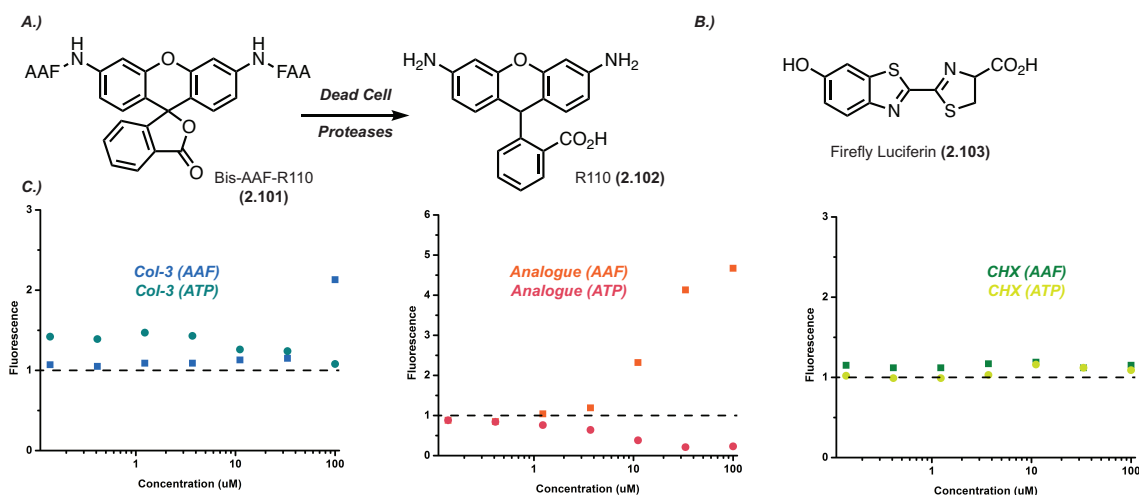 A.)
B.)
H
N
AAF
O
H
N
FAA
O
O
Bis-AAF-R110
(2.101)
Dead Cell
Proteases
H2N
O
NH2
CO2H
R110 (2.102)
HO
S
N
N
S
CO2H
Firefly Luciferin (2.103)
C.)
3
2
1
0
Fluorescence
Col-3 (AAF)
Col-3 (ATP)
1
10
100
Concentration (uM)
6
5
4
3
2
1
0
Fluorescence
Analogue (AAF)
Analogue (ATP)
1
10
100
Concentration (uM)
3
2
1
0
Fluorescence
CHX (AAF)
CHX (ATP)
1
10
100
Concentration (uM)